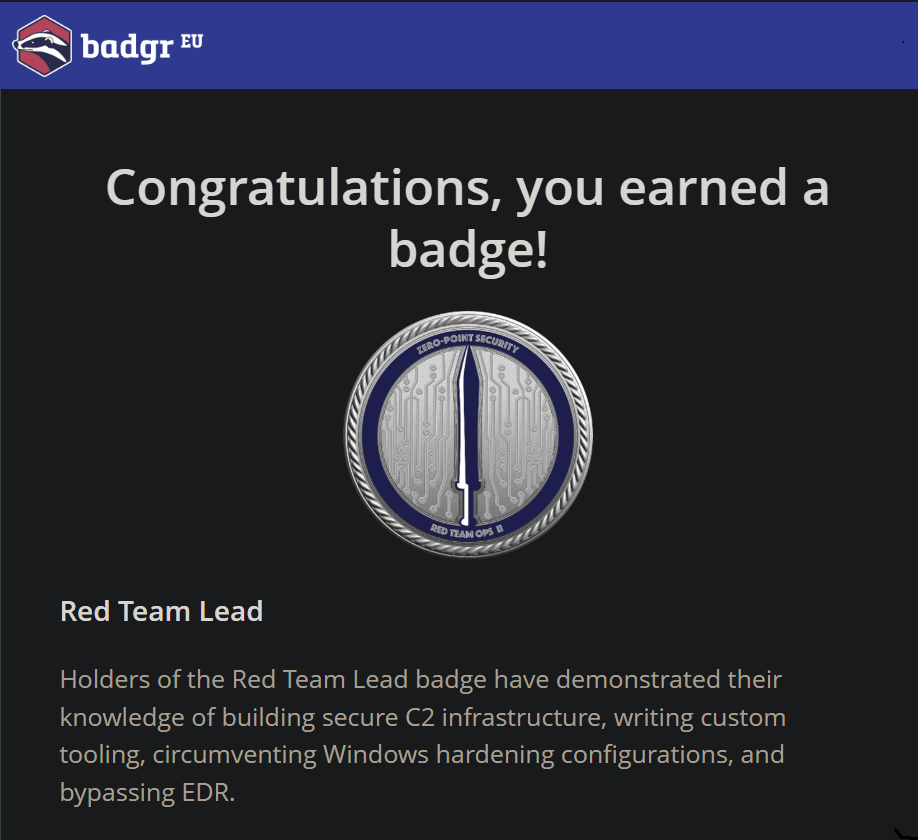 badgr EU
Congratulations, you earned a
badge!
ZERO-POINT SECURITY
RED TEAM OPS II
Red Team Lead
Holders of the Red Team Lead badge have demonstrated their
knowledge of building secure C2 infrastructure, writing custom
tooling, circumventing Windows hardening configurations, and
bypassing EDR.